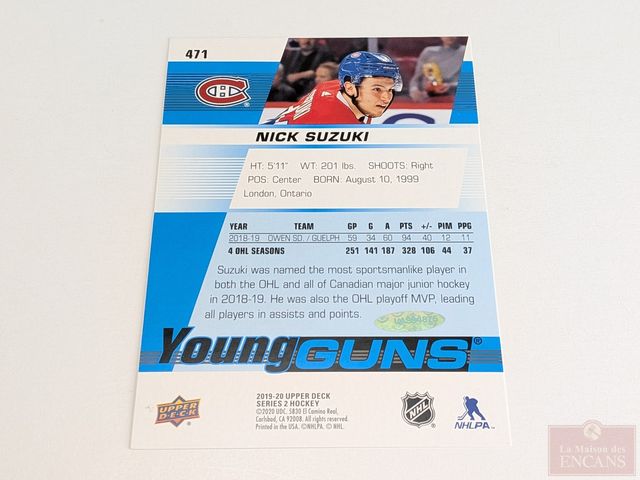 471
NICK SUZUKI
HT: 5'11" WT: 201 lbs. SHOOTS: Right
POS: Center BORN: August 10, 1999
London, Ontario
YEAR TEAM GP G A PTS +/- PIM PPG
2018-19 OWEN SD. / GUELPH 59 34 60 94 40 12 11
4 OHL SEASONS 251 141 187 328 106 44 37
Suzuki was named the most sportsmanlike player in
both the OHL and all of Canadian major junior hockey
in 2018-19. He was also the OHL playoff MVP, leading
all players in assists and points.
Young GUNS®
UPPER DECK
2019-20 UPPER DECK
SERIES 2 HOCKEY
©2020 UDC. 5830 El Camino Real,
Carlsbad, CA 92008. All rights reserved.
Printed in the USA. ©NHLPA. © NHL.
NHL
NHLPA
La Maison des
ENCANS